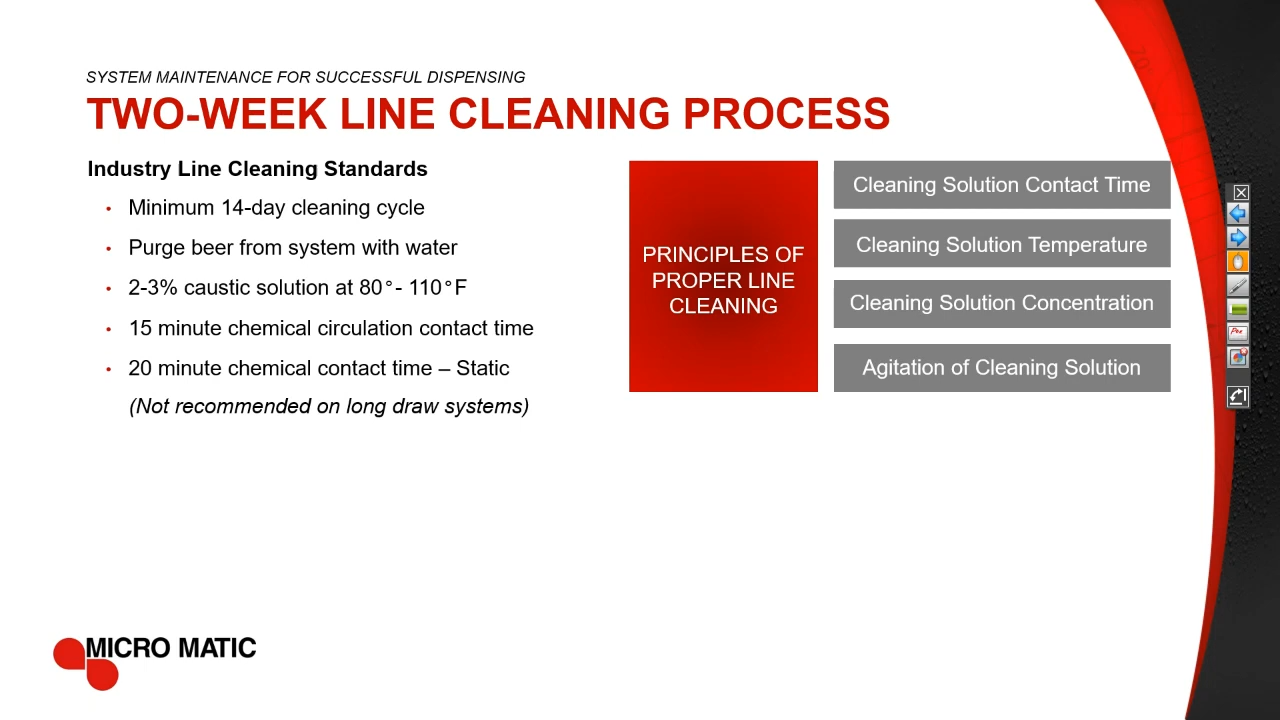 SYSTEM MAINTENANCE FOR SUCCESSFUL DISPENSING
TWO-WEEK LINE CLEANING PROCESS
Industry Line Cleaning Standards
• Minimum 14-day cleaning cycle
• Purge beer from system with water
• 2-3% caustic solution at 80°- 110°F
• 15 minute chemical circulation contact time
• 20 minute chemical contact time – Static
(Not recommended on long draw systems)
PRINCIPLES OF
PROPER LINE
CLEANING
Cleaning Solution Contact Time
Cleaning Solution Temperature
Cleaning Solution Concentration
Agitation of Cleaning Solution
MICRO MATIC
70
Pex